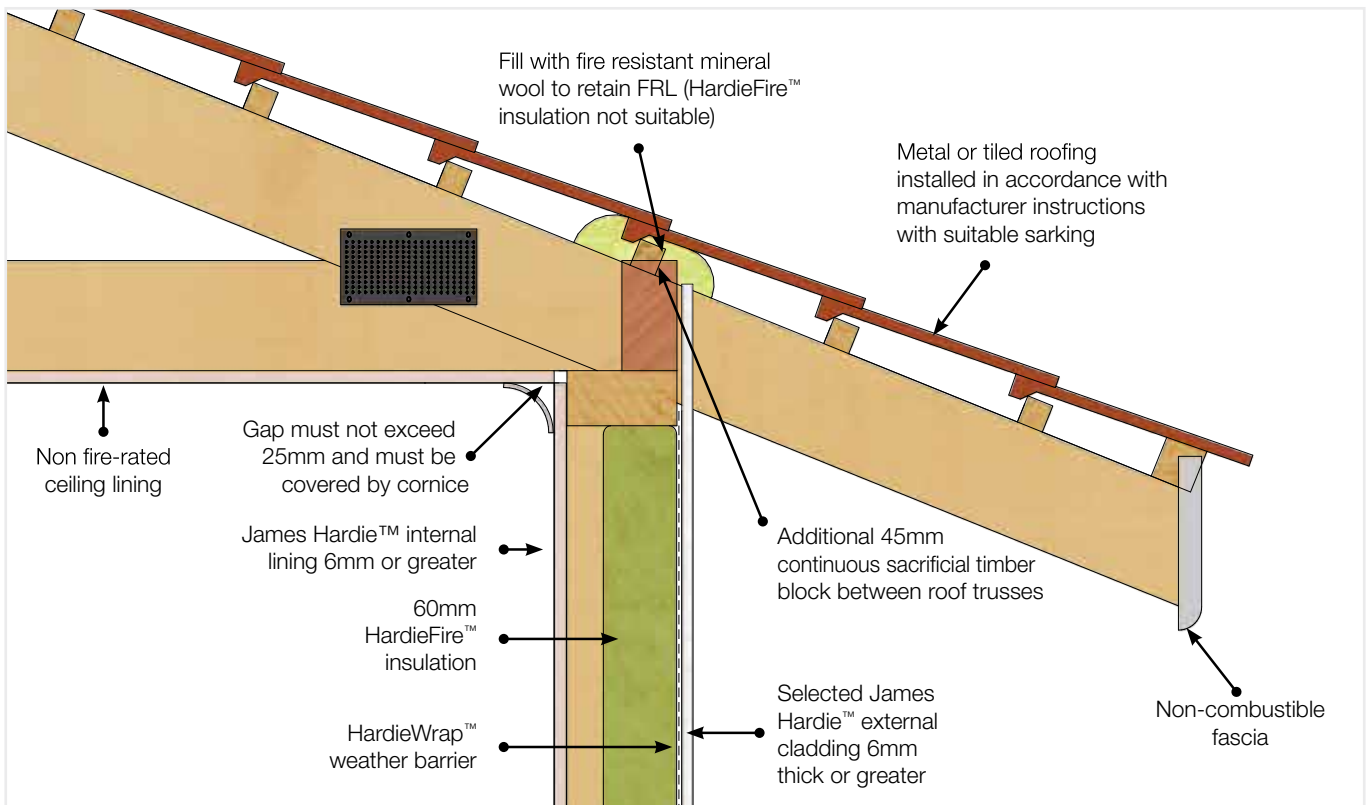 Fill with fire resistant mineral
wool to retain FRL (HardieFire™
insulation not suitable)
Metal or tiled roofing
installed in accordance with
manufacturer instructions
with suitable sarking
Non fire-rated
ceiling lining
Gap must not exceed
25mm and must be
covered by cornice
James Hardie™ internal
lining 6mm or greater
60mm
HardieFire™
insulation
HardieWrap™
weather barrier
Additional 45mm
continuous sacrificial timber
block between roof trusses
Selected James
Hardie™ external
cladding 6mm
thick or greater
Non-combustible
fascia